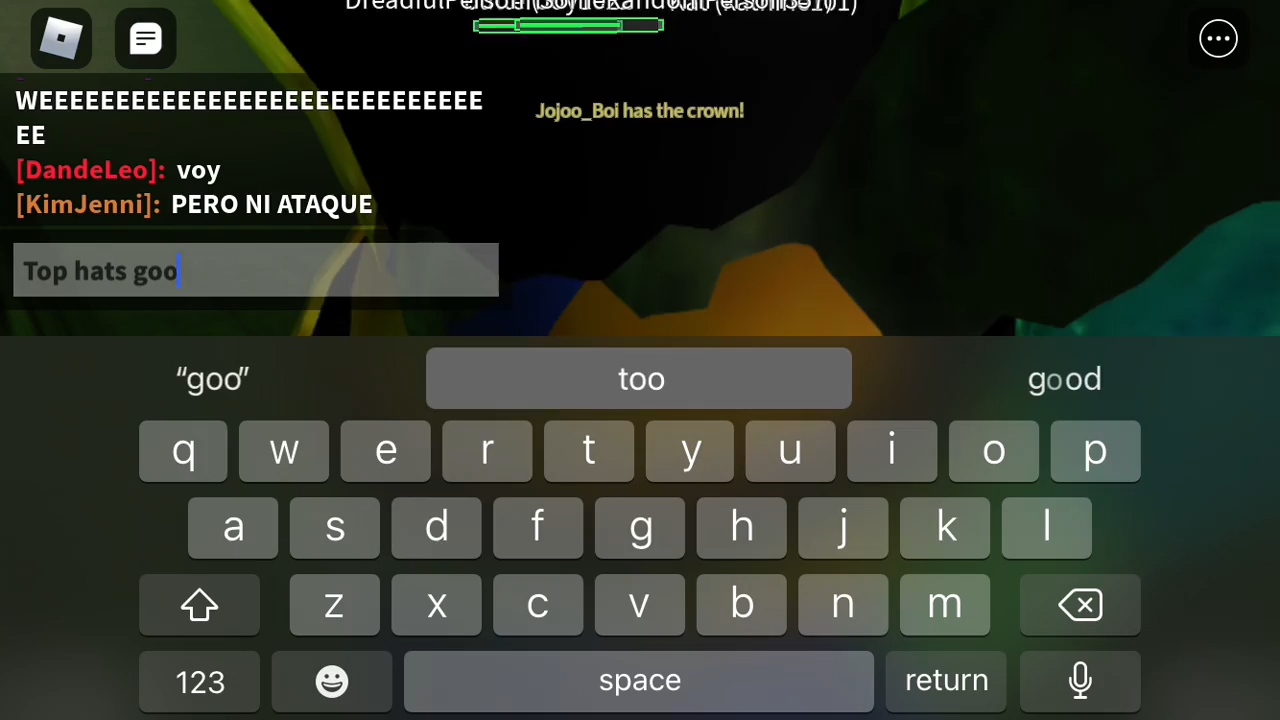 WEEEEEEEEEEEEEEEEEEEEEEEEEEEEE
EE
[DandeLeo]: voy
[KimJenni]: PERO NI ATAQUE
Jojoo_Boi has the crown!
Top hats goo
“goo” too good
q w e r t y u i o p
a s d f g h j k l
z x c v b n m
123 space return